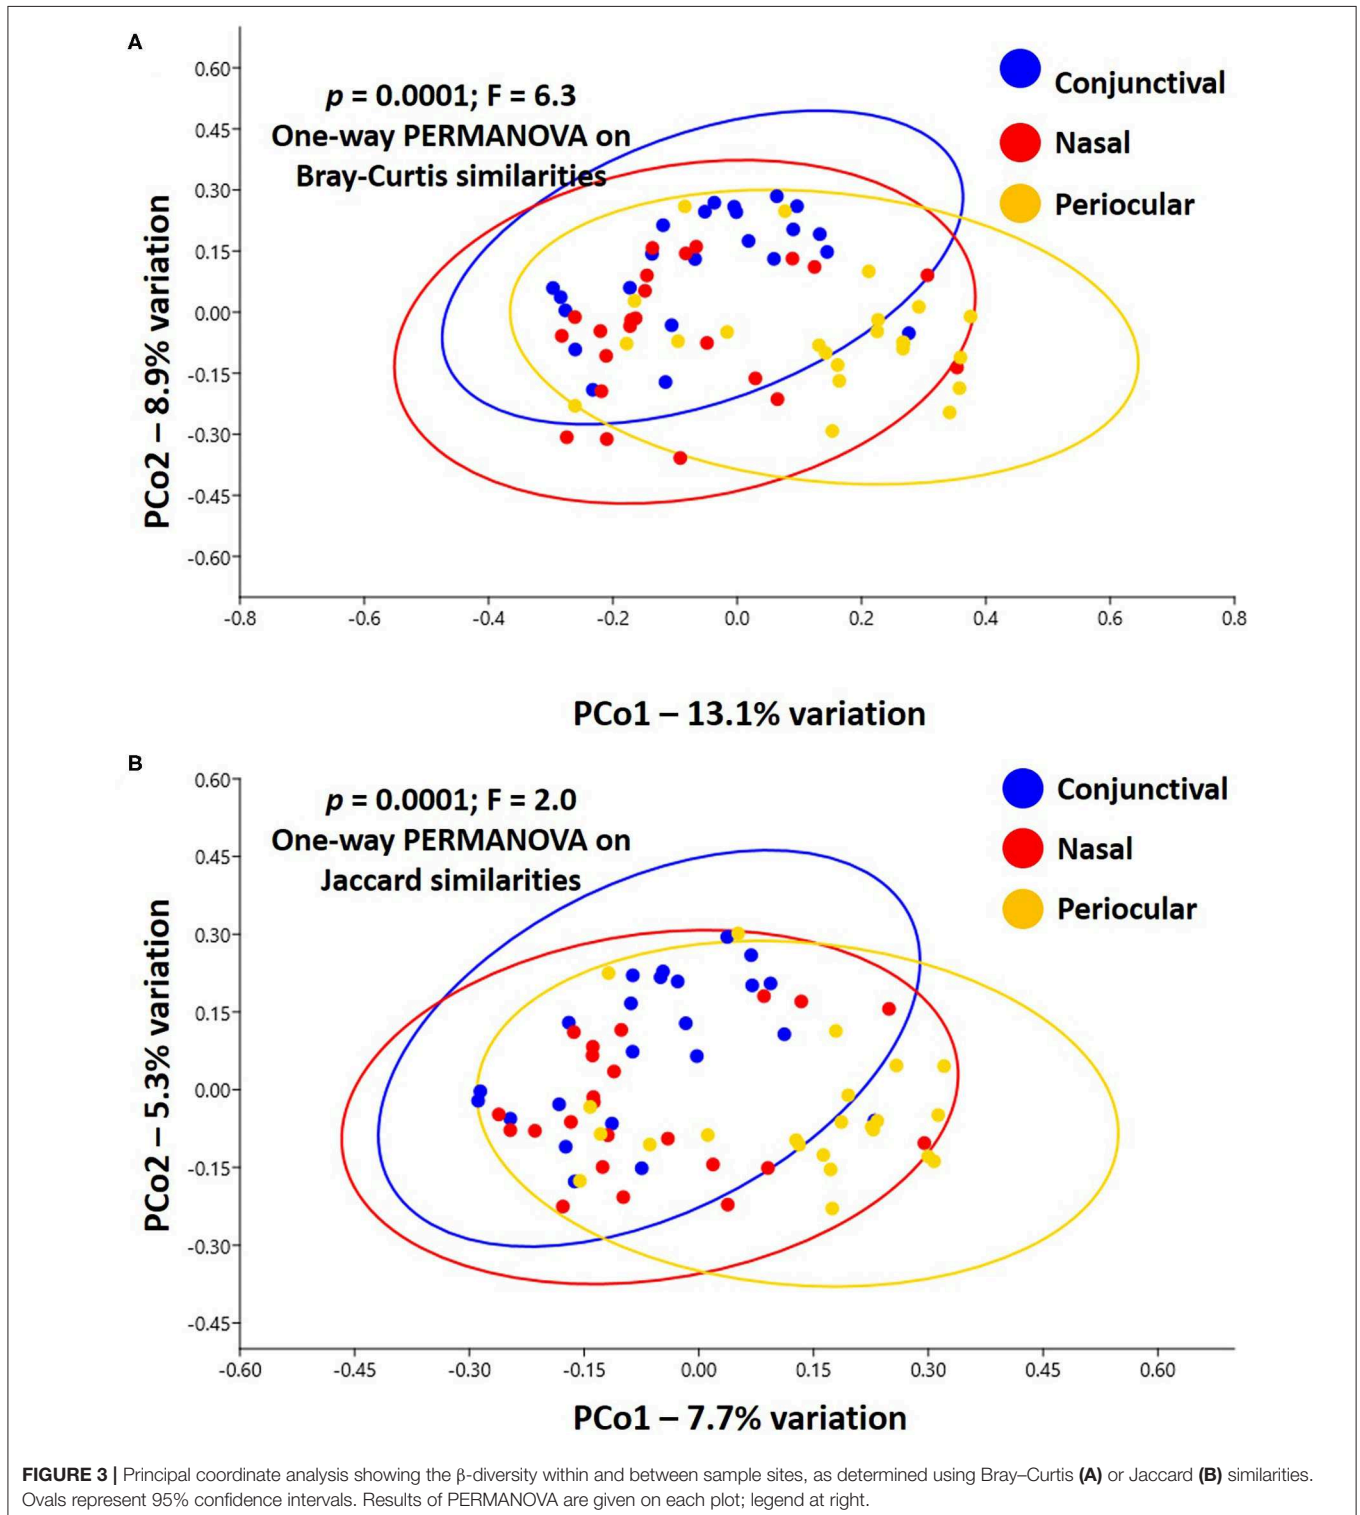 A
0.60
0.45
0.30
0.15
0.00
-0.15
-0.30
-0.45
-0.60
PCo2 – 8.9% variation
p = 0.0001; F = 6.3
One-way PERMANOVA on
Bray-Curtis similarities
Conjunctival
Nasal
Periocular
-0.8 -0.6 -0.4 -0.2 0.0 0.2 0.4 0.6 0.8
PCo1 – 13.1% variation
B
0.60
0.45
0.30
0.15
0.00
-0.15
-0.30
-0.45
PCo2 – 5.3% variation
p = 0.0001; F = 2.0
One-way PERMANOVA on
Jaccard similarities
Conjunctival
Nasal
Periocular
-0.60 -0.45 -0.30 -0.15 0.00 0.15 0.30 0.45 0.60
PCo1 – 7.7% variation
FIGURE 3 | Principal coordinate analysis showing the β-diversity within and between sample sites, as determined using Bray–Curtis (A) or Jaccard (B) similarities.
Ovals represent 95% confidence intervals. Results of PERMANOVA are given on each plot; legend at right.